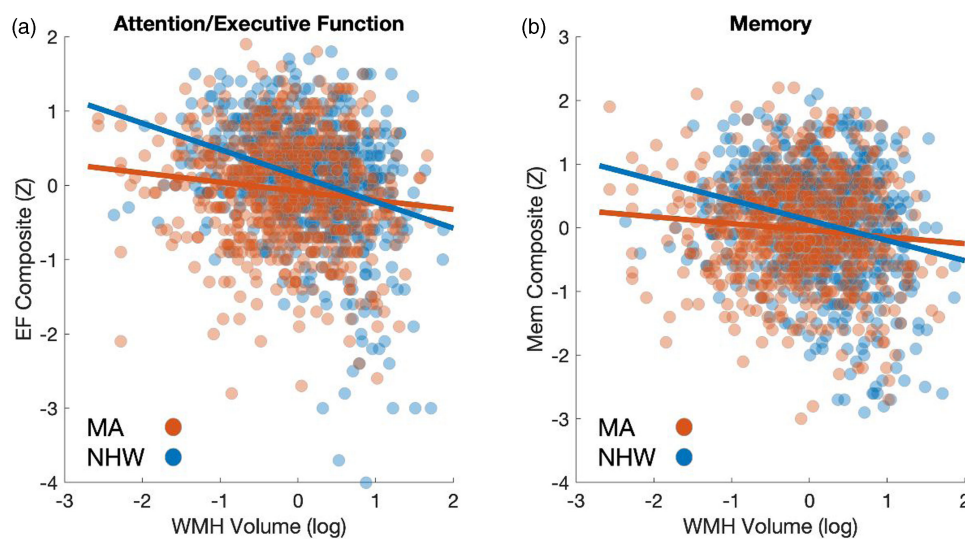 (a)
Attention/Executive Function
2
1
0
-1
-2
-3
-4
EF Composite (Z)
MA
NHW
-3 -2 -1 0 1 2
WMH Volume (log)
(b)
Memory
3
2
1
0
-1
-2
-3
-4
Mem Composite (Z)
MA
NHW
-3 -2 -1 0 1 2
WMH Volume (log)